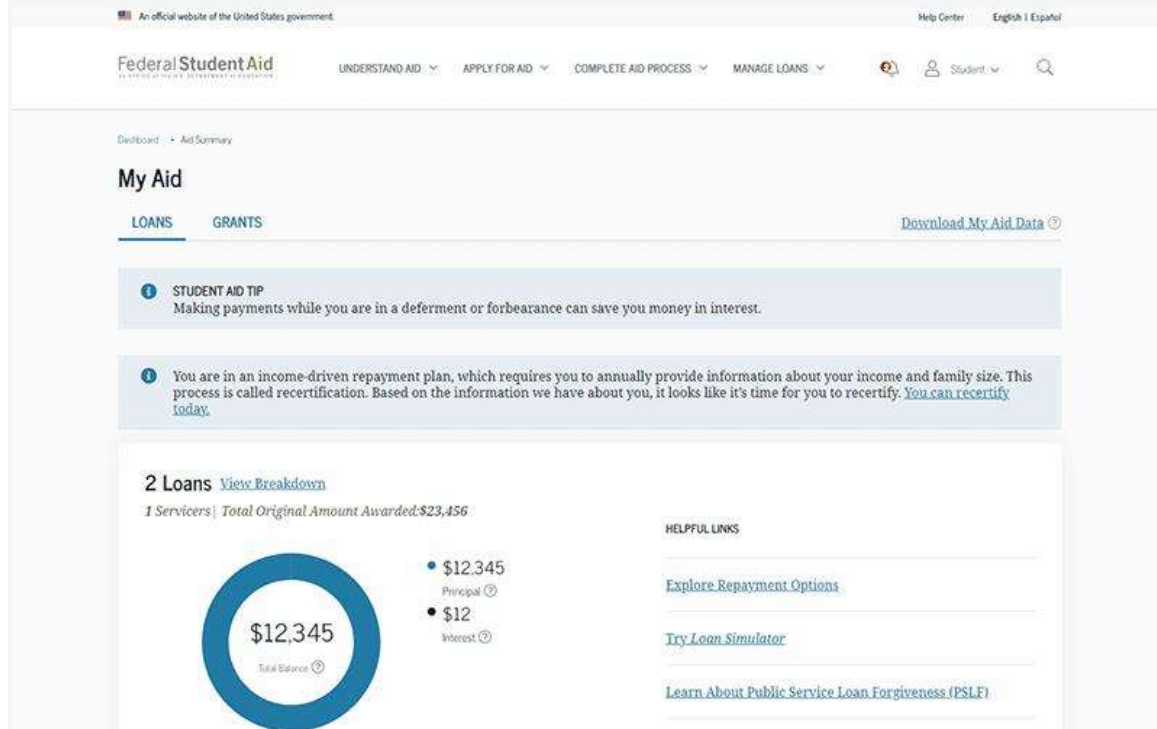 An official website of the United States government.
Help Center English | Español
Federal Student Aid
AN OFFICE OF THE U.S. DEPARTMENT OF EDUCATION
UNDERSTAND AID APPLY FOR AID COMPLETE AID PROCESS MANAGE LOANS
Student
Dashboard • Aid Summary
My Aid
LOANS GRANTS
Download My Aid Data
STUDENT AID TIP
Making payments while you are in a deferment or forbearance can save you money in interest.
You are in an income-driven repayment plan, which requires you to annually provide information about your income and family size. This
process is called recertification. Based on the information we have about you, it looks like it's time for you to recertify. You can recertify
today.
2 Loans View Breakdown
1 Servicers| Total Original Amount Awarded:$23,456
$12,345
Total Balance
$12,345
Principal
$12
Interest
HELPFUL LINKS
Explore Repayment Options
Try Loan Simulator
Learn About Public Service Loan Forgiveness (PSLF)